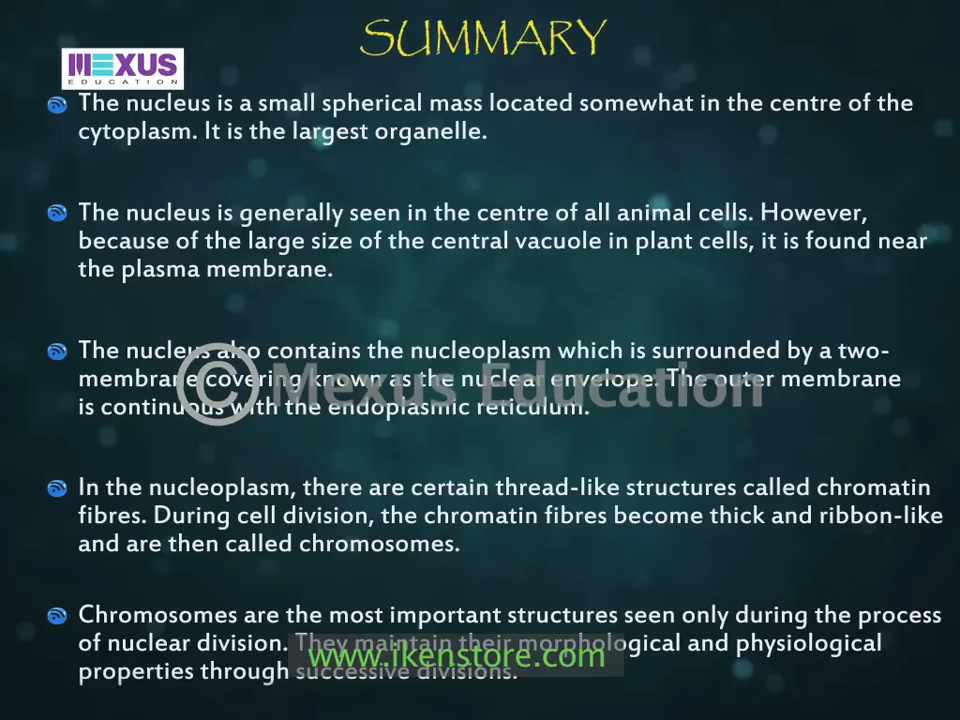 SUMMARY
MEXUS
EDUCATION
The nucleus is a small spherical mass located somewhat in the centre of the
cytoplasm. It is the largest organelle.
The nucleus is generally seen in the centre of all animal cells. However,
because of the large size of the central vacuole in plant cells, it is found near
the plasma membrane.
The nucleus also contains the nucleoplasm which is surrounded by a two-
membrane covering known as the nuclear envelope. The outer membrane
is continuous with the endoplasmic reticulum.
© Mexus Education
In the nucleoplasm, there are certain thread-like structures called chromatin
fibres. During cell division, the chromatin fibres become thick and ribbon-like
and are then called chromosomes.
Chromosomes are the most important structures seen only during the process
of nuclear division. They maintain their morphological and physiological
properties through successive divisions.
www.ikenstore.com